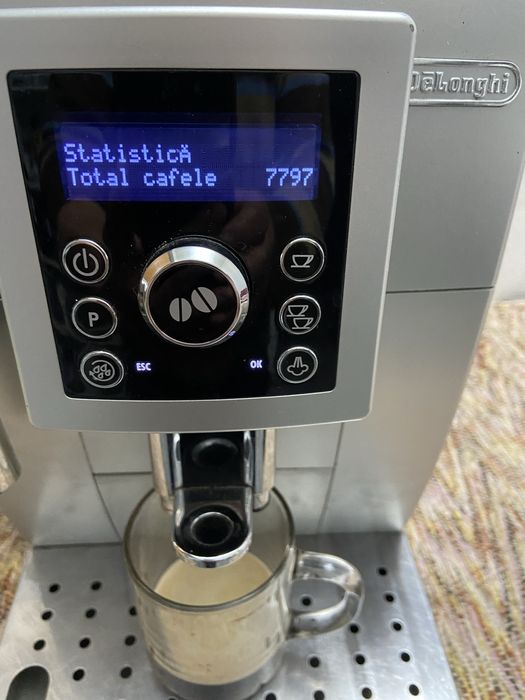 DeLonghi
StatisticĂ
Total cafele 7797
P
ESC
OK